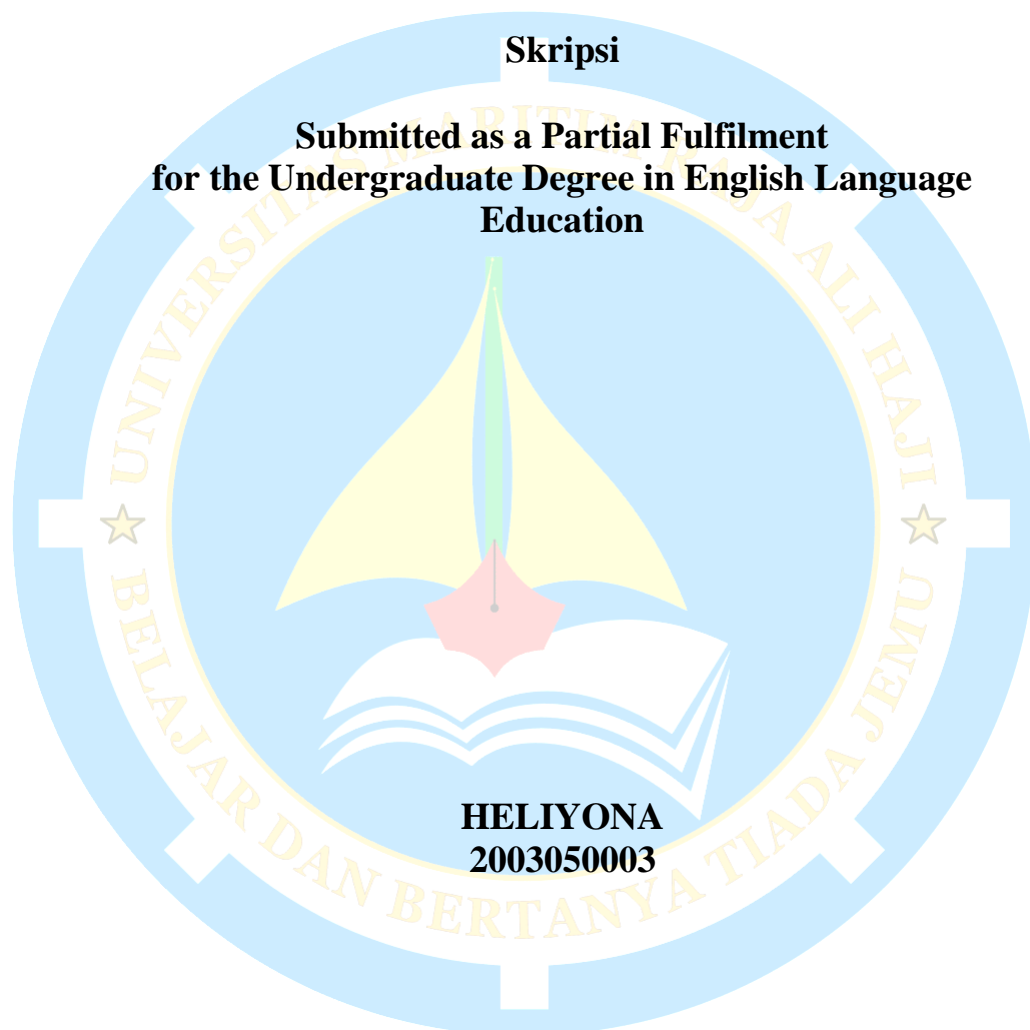 Skripsi
Submitted as a Partial Fulfilment
for the Undergraduate Degree in English Language
Education
UNIVERSITAS MARITIM RAJA ALI HAJI
HELIYONA
2003050003
BELAJAR DAN BERTANYA TIADA JEMU